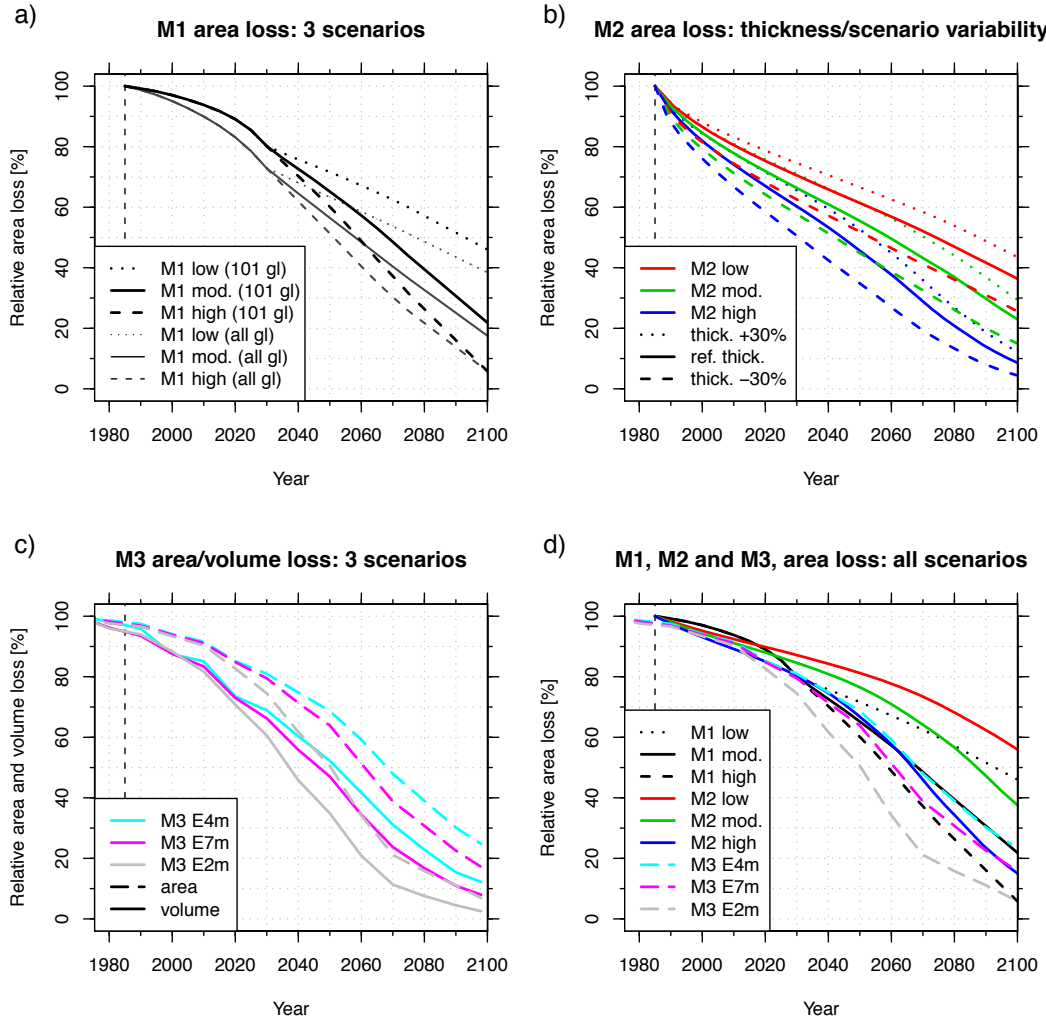 a)
M1 area loss: 3 scenarios
Relative area loss [%]
0 20 40 60 80 100
M1 low (101 gl)
M1 mod. (101 gl)
M1 high (101 gl)
M1 low (all gl)
M1 mod. (all gl)
M1 high (all gl)
1980 2000 2020 2040 2060 2080 2100
Year
b)
M2 area loss: thickness/scenario variability
Relative area loss [%]
0 20 40 60 80 100
M2 low
M2 mod.
M2 high
thick. +30%
ref. thick.
thick. −30%
1980 2000 2020 2040 2060 2080 2100
Year
c)
M3 area/volume loss: 3 scenarios
Relative area and volume loss [%]
0 20 40 60 80 100
M3 E4m
M3 E7m
M3 E2m
area
volume
1980 2000 2020 2040 2060 2080 2100
Year
d)
M1, M2 and M3, area loss: all scenarios
Relative area loss [%]
0 20 40 60 80 100
M1 low
M1 mod.
M1 high
M2 low
M2 mod.
M2 high
M3 E4m
M3 E7m
M3 E2m
1980 2000 2020 2040 2060 2080 2100
Year